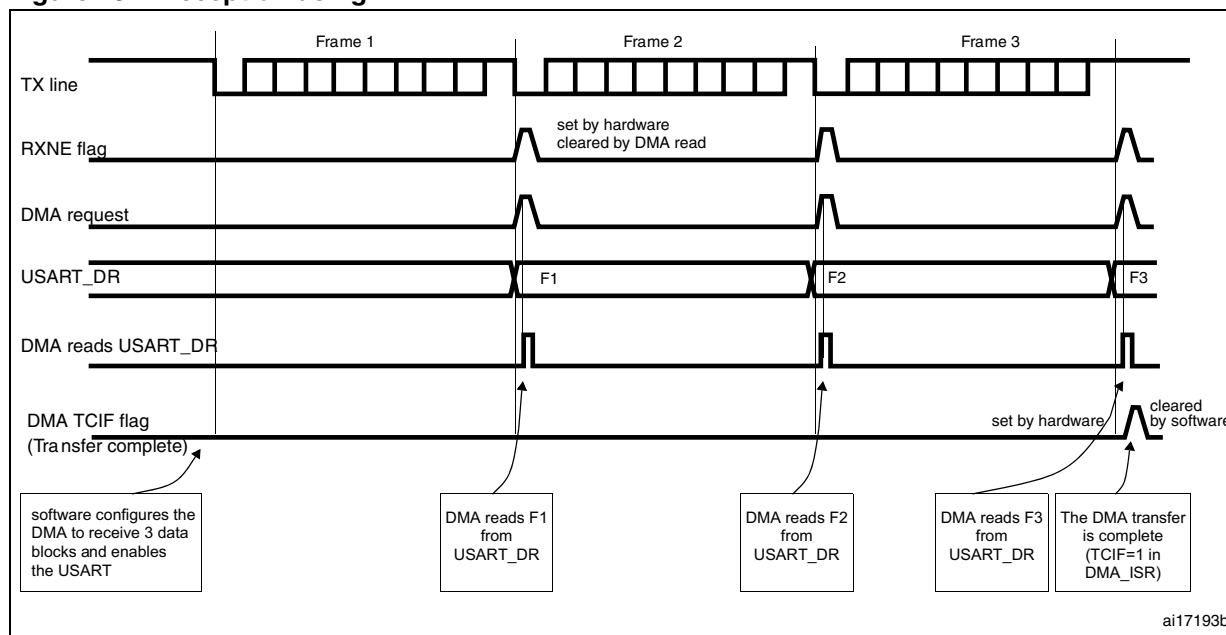 Frame 1
Frame 2
Frame 3
TX line
set by hardware
cleared by DMA read
RXNE flag
DMA request
USART_DR
F1
F2
F3
DMA reads USART_DR
DMA TCIF flag
(Transfer complete)
set by hardware
cleared
by software
software configures the
DMA to receive 3 data
blocks and enables
the USART
DMA reads F1
from
USART_DR
DMA reads F2
from
USART_DR
DMA reads F3
from
USART_DR
The DMA transfer
is complete
(TCIF=1 in
DMA_ISR)
ai17193b